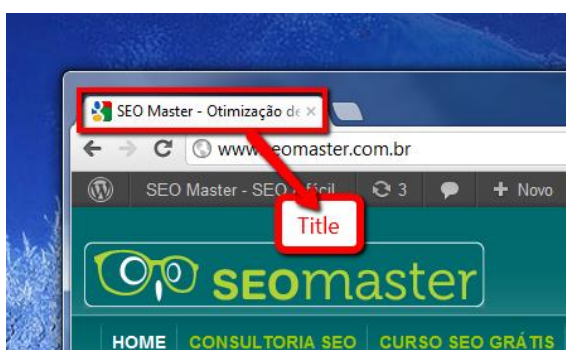 SEO Master - Otimização de
www.seomaster.com.br
SEO Master - SEO é fácil 3 Novo
Title
SEOmaster
HOME CONSULTORIA SEO CURSO SEO GRÁTIS